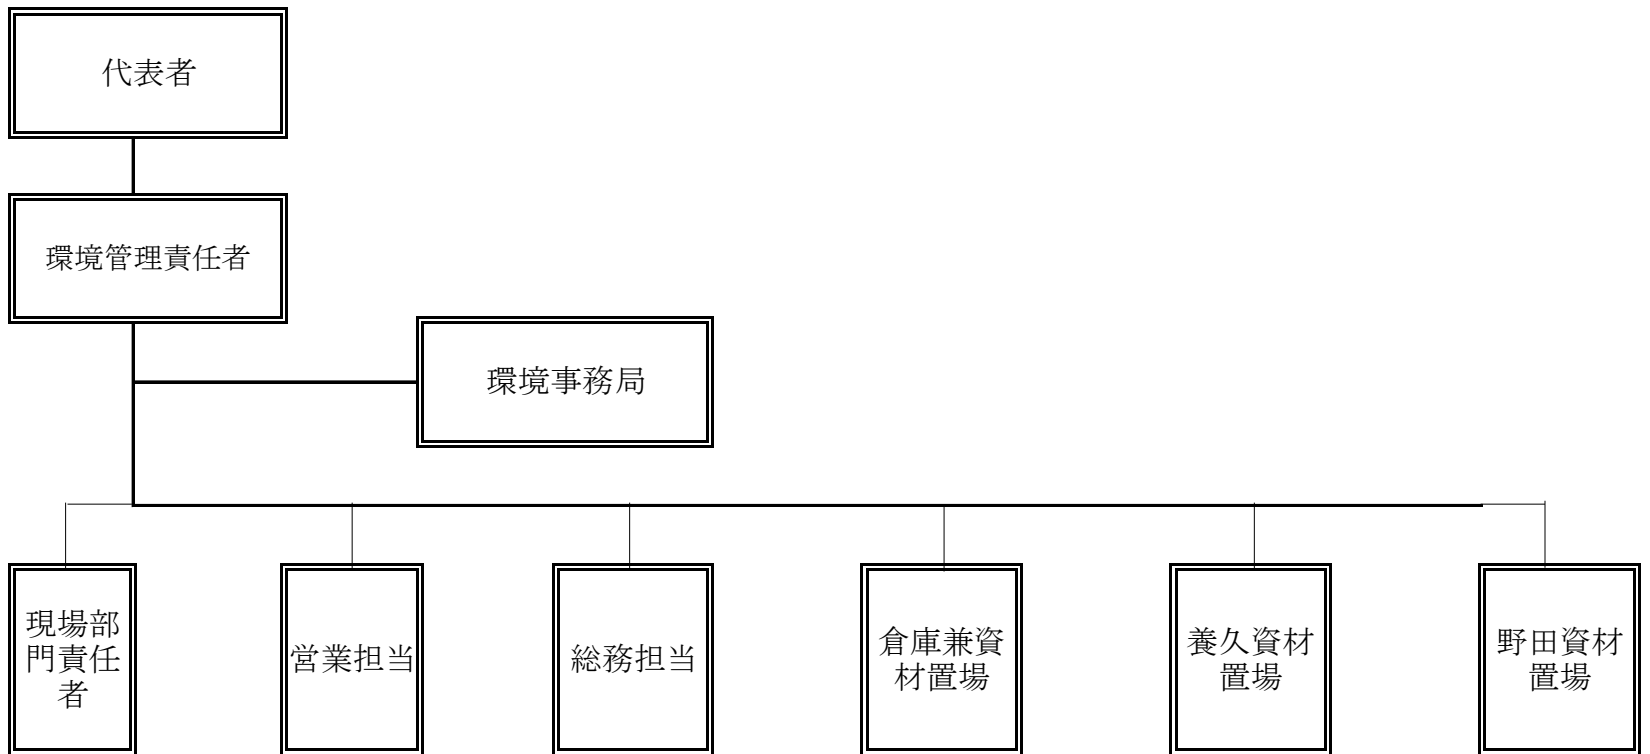 代表者
環境管理責任者
環境事務局
現場部
門責任
者
営業担当
総務担当
倉庫兼資
材置場
養久資材
置場
野田資材
置場